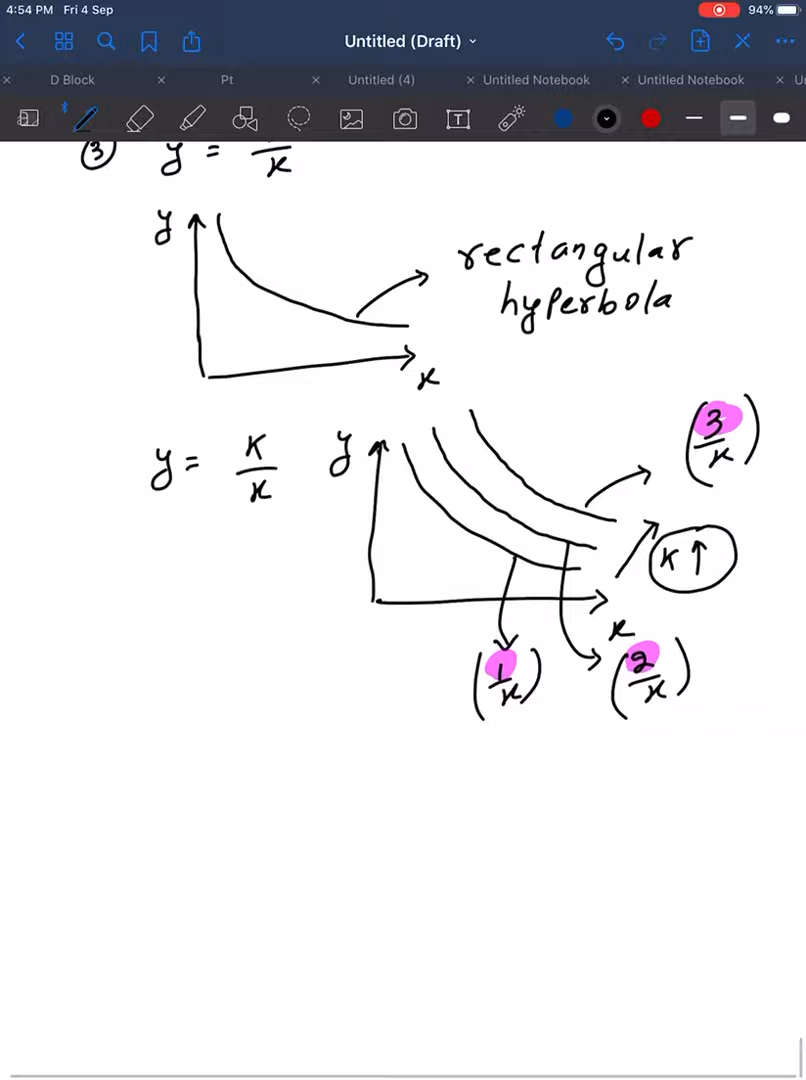 4:54 PM Fri 4 Sep 94%
Untitled (Draft)
D Block Pt Untitled (4) Untitled Notebook Untitled Notebook
T
③ y = /x
y
rectangular
hyperbola
x
y = K/x
y
(3/x)
K ↑
x
(1/x) (2/x)